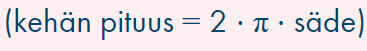 (kehän pituus = 2 · π · säde)